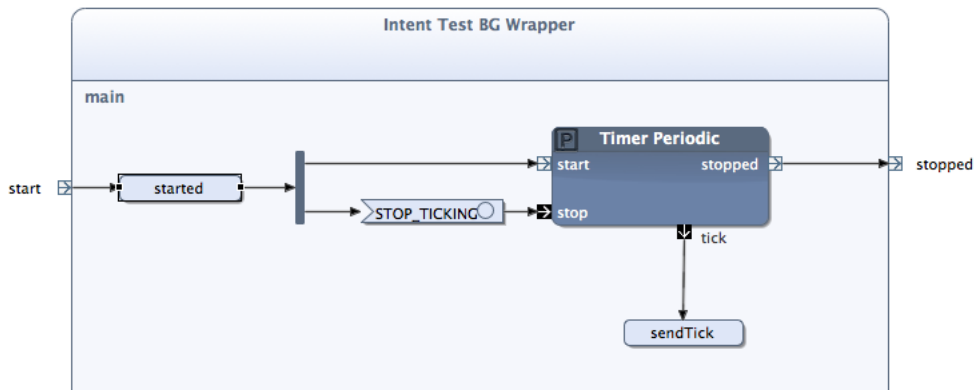 Intent Test BG Wrapper
main
P
Timer Periodic
start
started
start
stopped
stopped
STOP_TICKING
stop
tick
sendTick